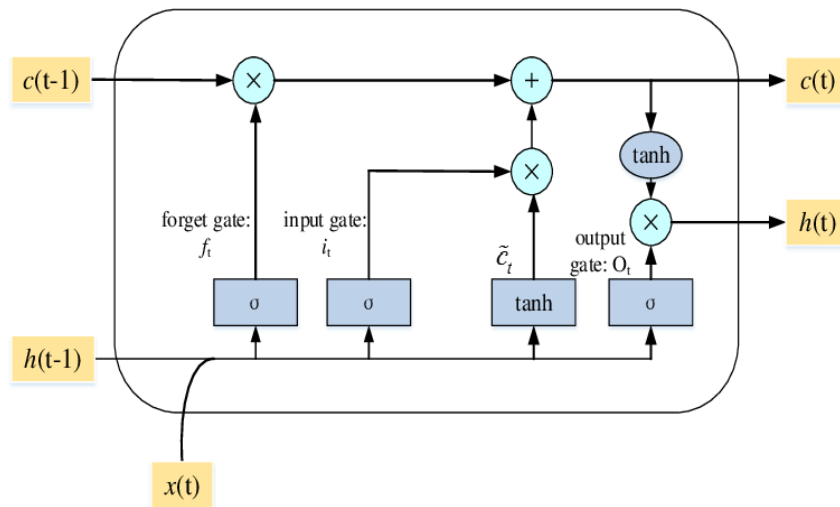 c(t-1)
×
+
c(t)
tanh
×
×
h(t)
forget gate:
f_t
input gate:
i_t
c̃_t
output
gate: O_t
σ
σ
tanh
σ
h(t-1)
x(t)